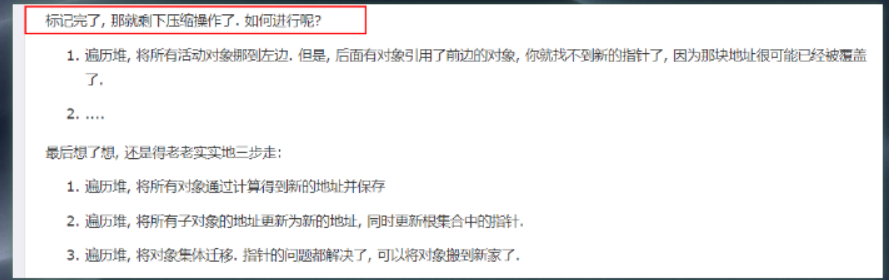 标记完了, 那就剩下压缩操作了. 如何进行呢?
1. 遍历堆, 将所有活动对象挪到左边. 但是, 后面有对象引用了前边的对象, 你就找不到新的指针了, 因为那块地址很可能已经被覆盖
了.
2. ....
最后想了想, 还是得老老实实地三步走:
1. 遍历堆, 将所有对象通过计算得到新的地址并保存
2. 遍历堆, 将所有子对象的地址更新为新的地址, 同时更新根集合中的指针.
3. 遍历堆, 将对象集体迁移. 指针的问题都解决了, 可以将对象搬到新家了.